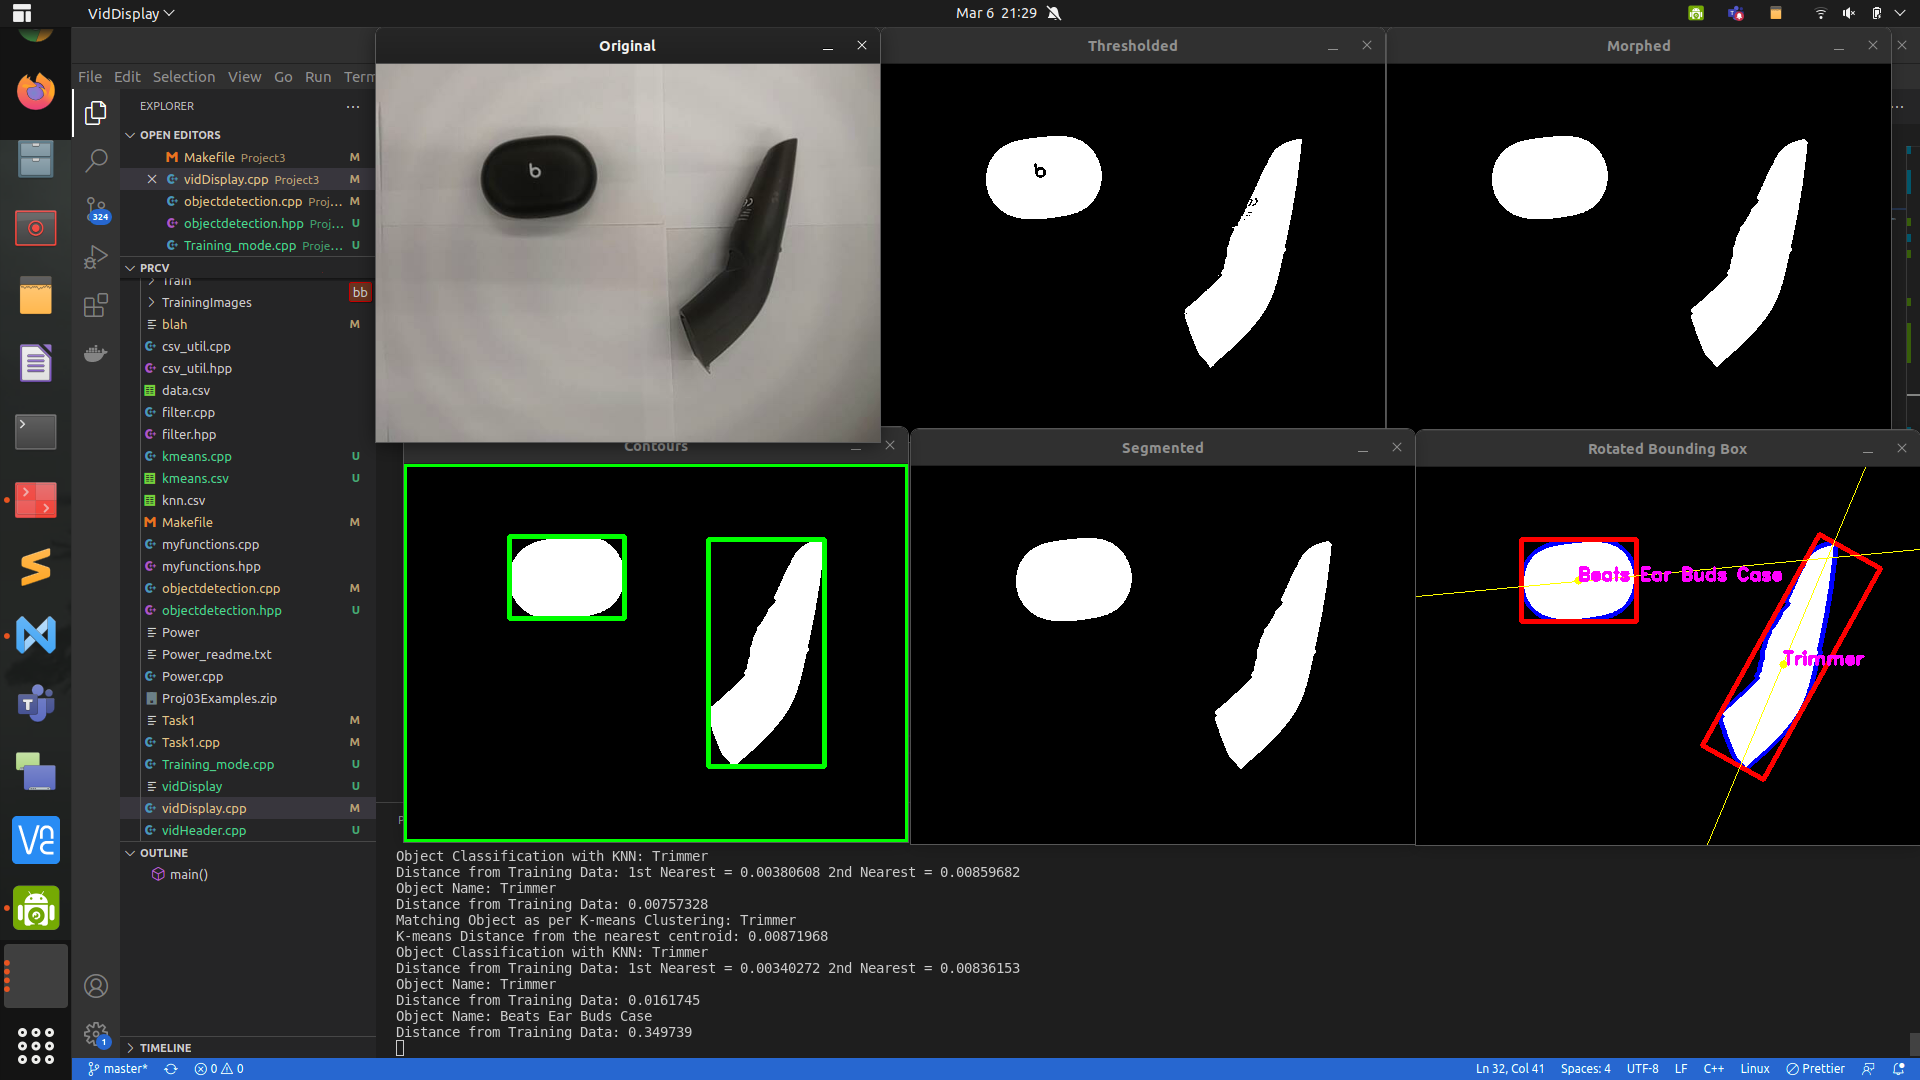 VidDisplay
Mar 6 21:29
File Edit Selection View Go Run Term
EXPLORER
OPEN EDITORS
Makefile Project3 M
vidDisplay.cpp Project3 M
objectdetection.cpp Proj... M
objectdetection.hpp Proj... U
Training_mode.cpp Proje... U
PRCV
Train
TrainingImages
bb
blah M
csv_util.cpp
csv_util.hpp
data.csv
filter.cpp
filter.hpp
kmeans.cpp U
kmeans.csv U
knn.csv
Makefile M
myfunctions.cpp
myfunctions.hpp
objectdetection.cpp M
objectdetection.hpp U
Power
Power_readme.txt
Power.cpp
Proj03Examples.zip
Task1 M
Task1.cpp M
Training_mode.cpp U
vidDisplay U
vidDisplay.cpp M
vidHeader.cpp U
OUTLINE
main()
TIMELINE
324
1
Original
b
Thresholded
b
Morphed
Contours
Segmented
Rotated Bounding Box
Beats Ear Buds Case
Trimmer
Object Classification with KNN: Trimmer
Distance from Training Data: 1st Nearest = 0.00380608 2nd Nearest = 0.00859682
Object Name: Trimmer
Distance from Training Data: 0.00757328
Matching Object as per K-means Clustering: Trimmer
K-means Distance from the nearest centroid: 0.00871968
Object Classification with KNN: Trimmer
Distance from Training Data: 1st Nearest = 0.00340272 2nd Nearest = 0.00836153
Object Name: Trimmer
Distance from Training Data: 0.0161745
Object Name: Beats Ear Buds Case
Distance from Training Data: 0.349739
master* 0 0
Ln 32, Col 41 Spaces: 4 UTF-8 LF C++ Linux Prettier